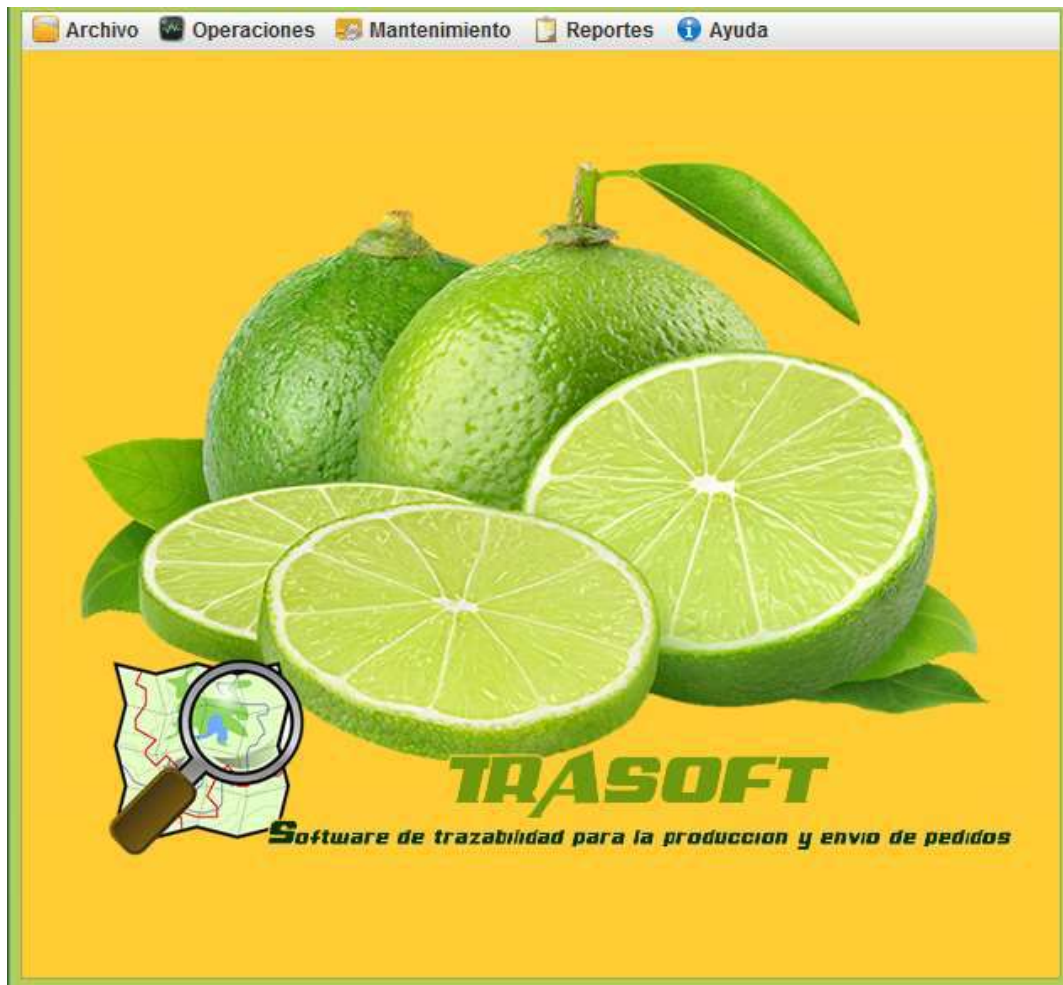 Archivo Operaciones Mantenimiento Reportes Ayuda
TRASOFT
Software de trazabilidad para la produccion y envio de pedidos